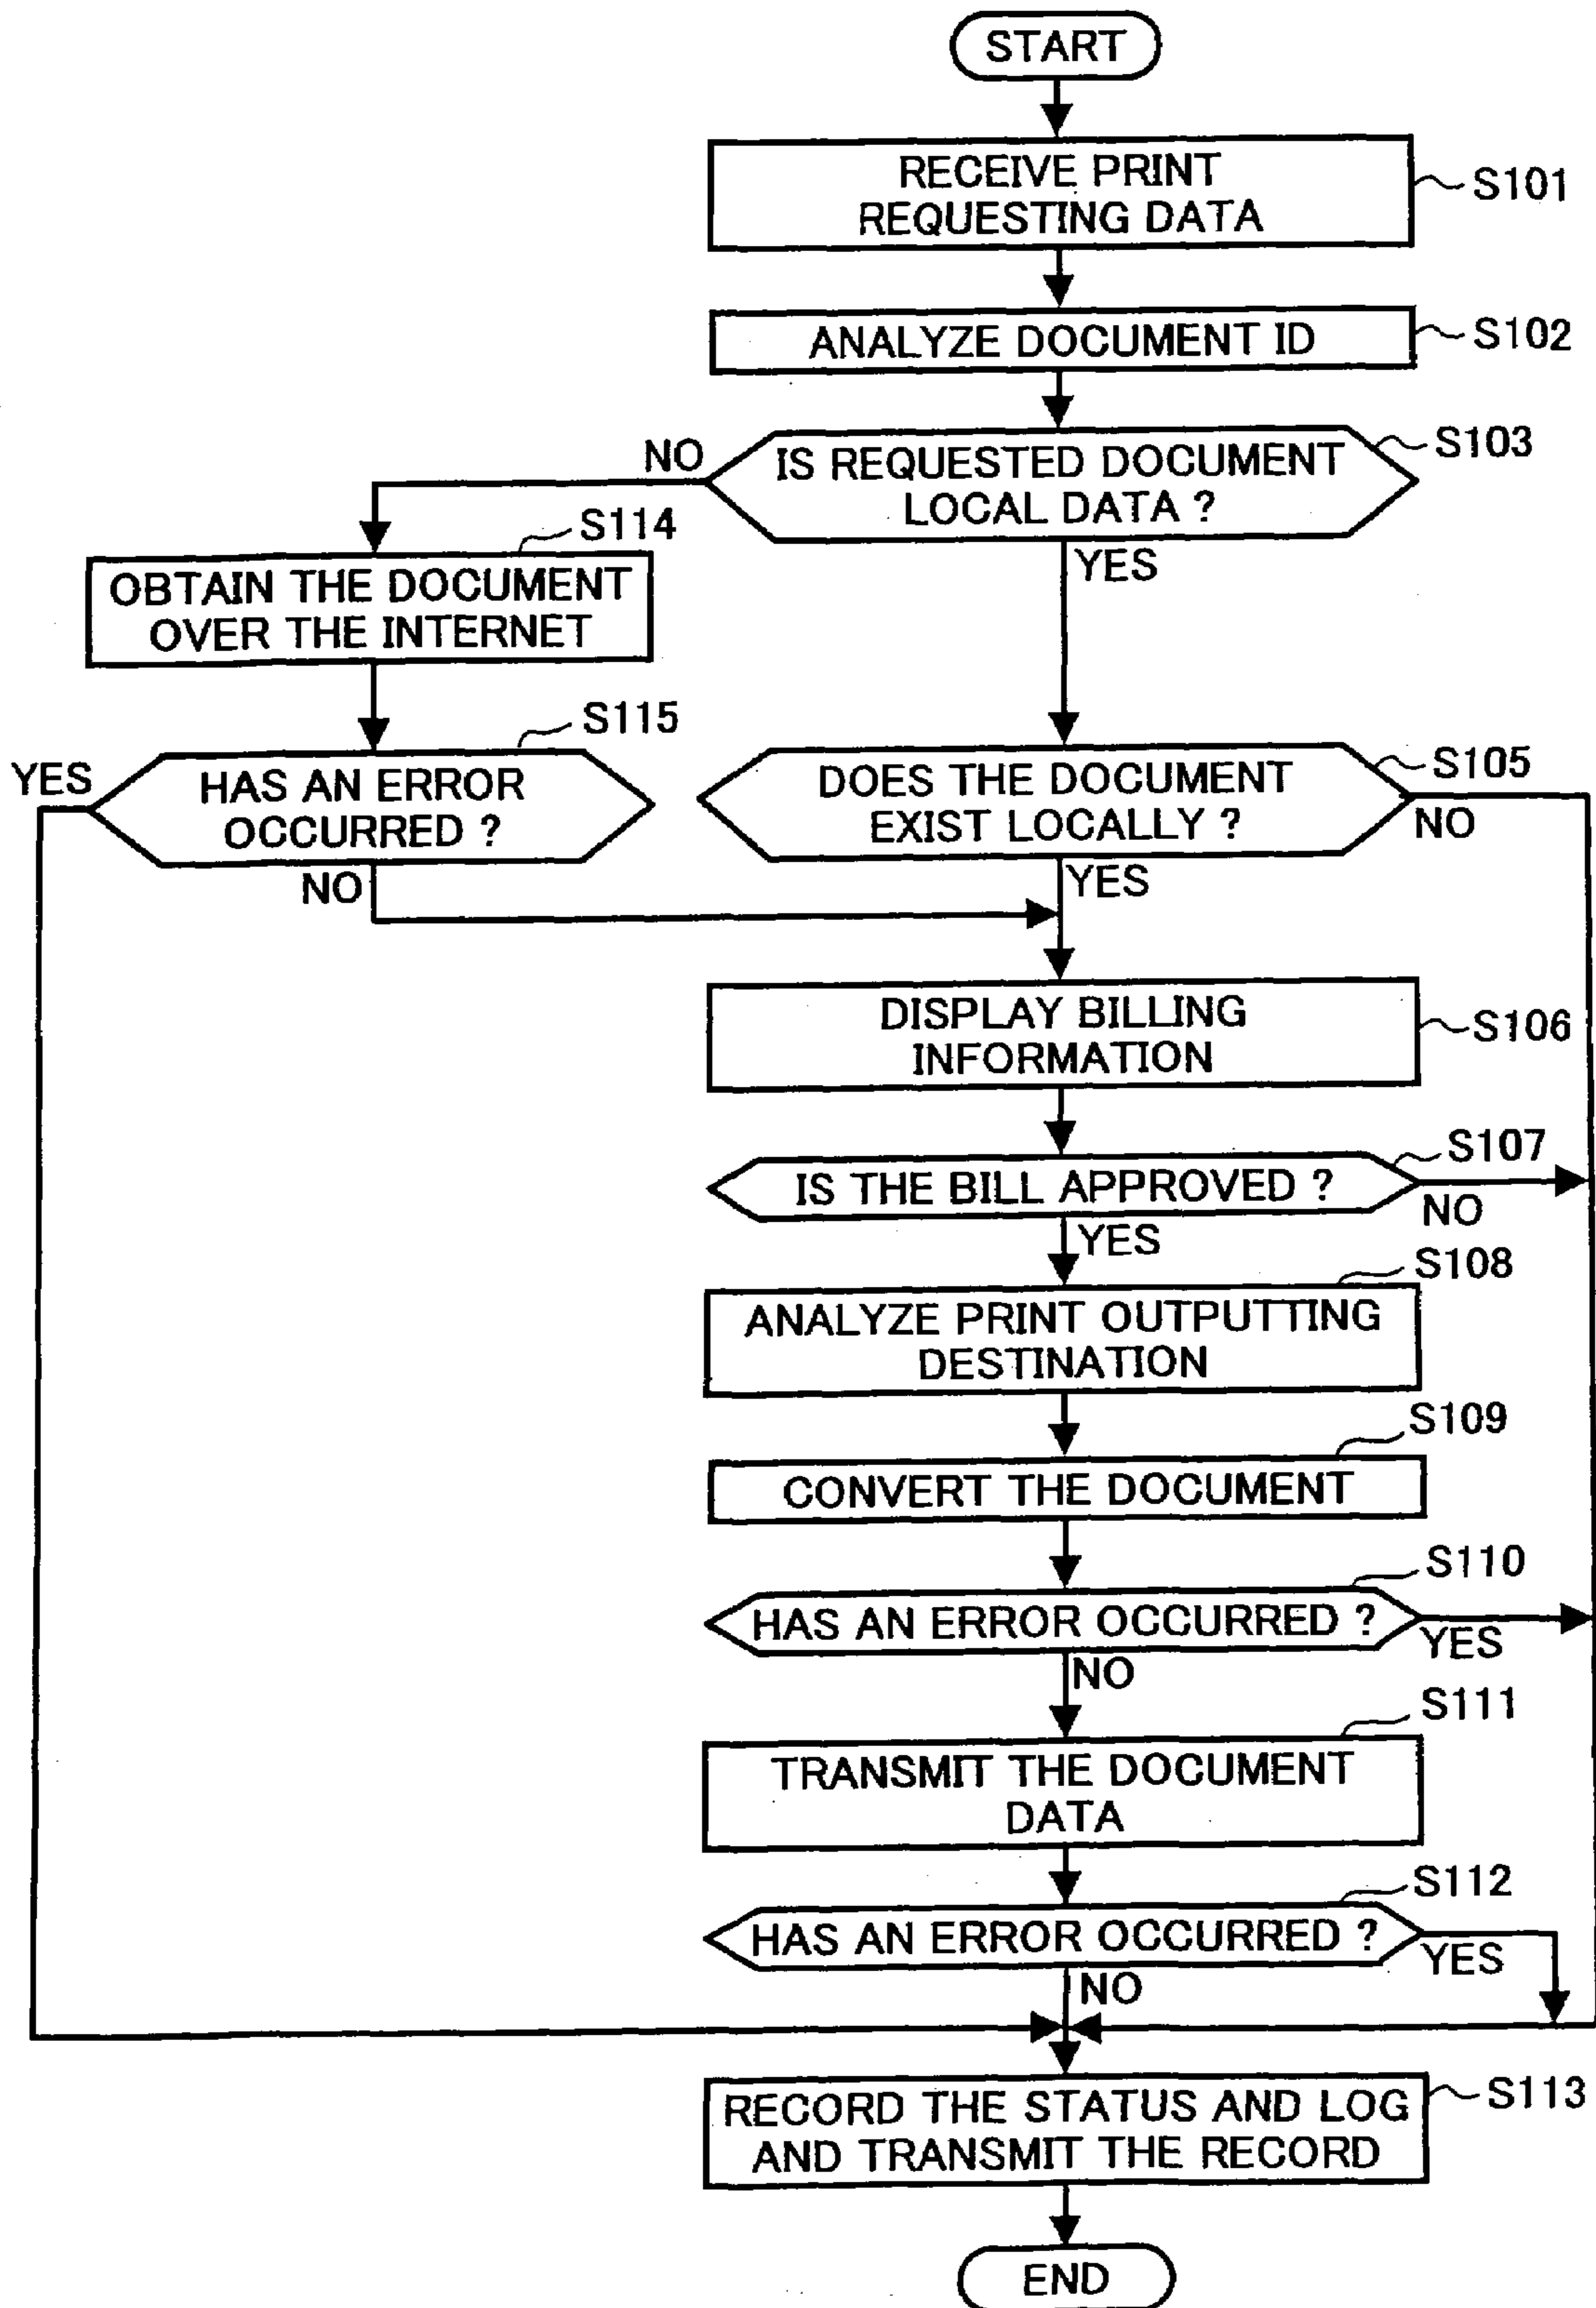 START
RECEIVE PRINT
REQUESTING DATA
S101
ANALYZE DOCUMENT ID
S102
IS REQUESTED DOCUMENT
LOCAL DATA ?
S103
NO
YES
S114
OBTAIN THE DOCUMENT
OVER THE INTERNET
S115
HAS AN ERROR
OCCURRED ?
YES
NO
DOES THE DOCUMENT
EXIST LOCALLY ?
S105
NO
YES
DISPLAY BILLING
INFORMATION
S106
IS THE BILL APPROVED ?
S107
NO
YES
S108
ANALYZE PRINT OUTPUTTING
DESTINATION
S109
CONVERT THE DOCUMENT
S110
HAS AN ERROR OCCURRED ?
YES
NO
S111
TRANSMIT THE DOCUMENT
DATA
S112
HAS AN ERROR OCCURRED ?
YES
NO
RECORD THE STATUS AND LOG
AND TRANSMIT THE RECORD
S113
END